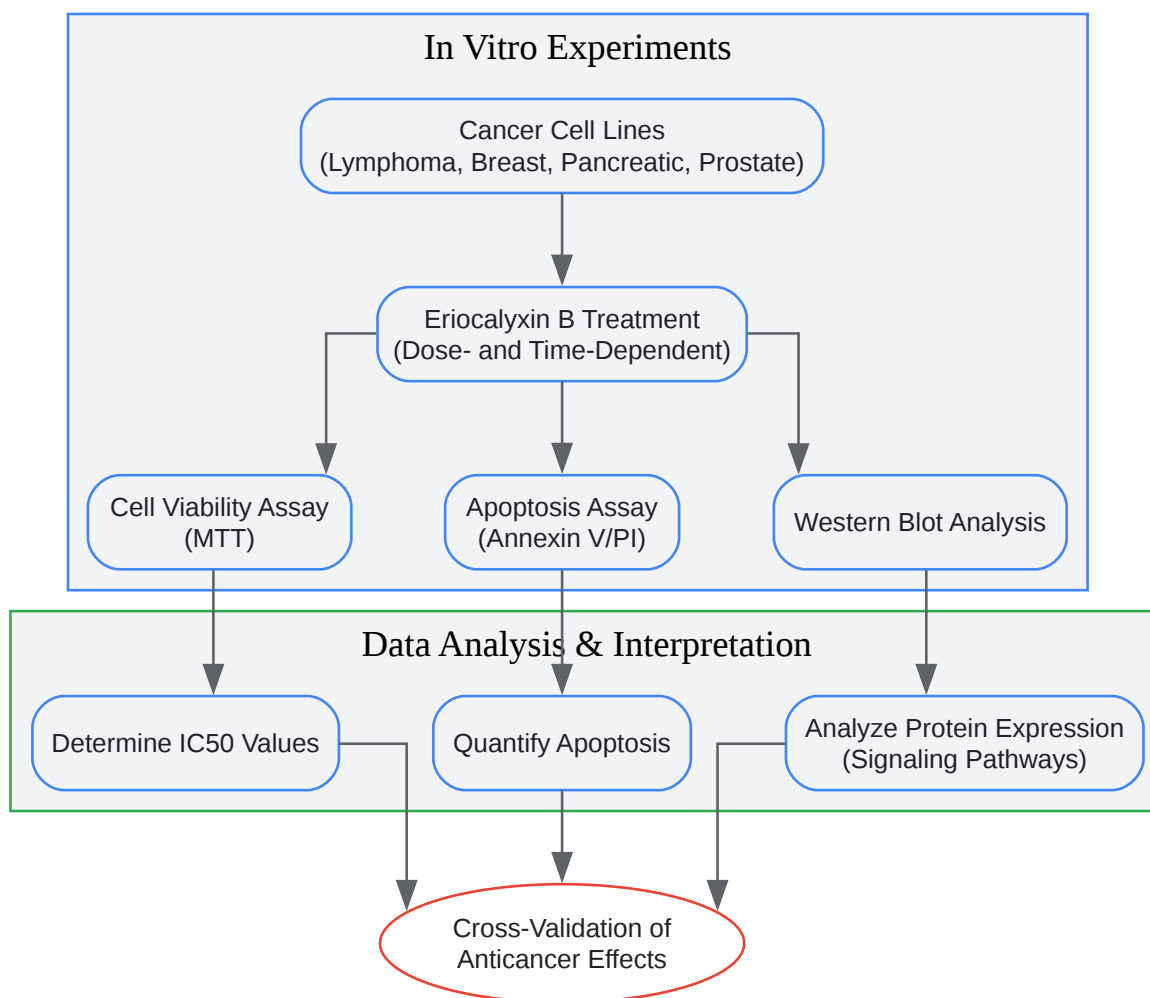 In Vitro Experiments
Cancer Cell Lines
(Lymphoma, Breast, Pancreatic, Prostate)
Eriocalyxin B Treatment
(Dose- and Time-Dependent)
Cell Viability Assay
(MTT)
Apoptosis Assay
(Annexin V/PI)
Western Blot Analysis
Data Analysis & Interpretation
Determine IC50 Values
Quantify Apoptosis
Analyze Protein Expression
(Signaling Pathways)
Cross-Validation of
Anticancer Effects